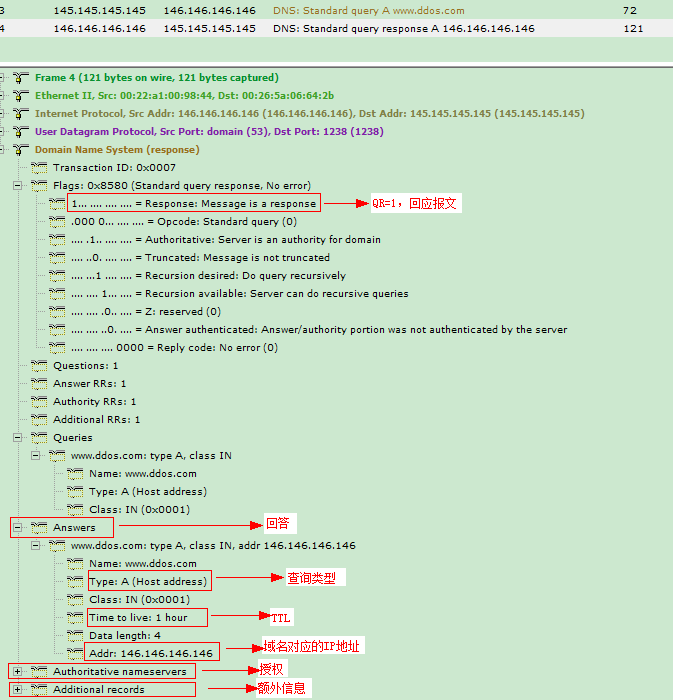 3 145.145.145.145 146.146.146.146 DNS: Standard query A www.ddos.com 72
4 146.146.146.146 145.145.145.145 DNS: Standard query response A 146.146.146.146 121
Frame 4 (121 bytes on wire, 121 bytes captured)
Ethernet II, Src: 00:22:a1:00:98:44, Dst: 00:26:5a:06:64:2b
Internet Protocol, Src Addr: 146.146.146.146 (146.146.146.146), Dst Addr: 145.145.145.145 (145.145.145.145)
User Datagram Protocol, Src Port: domain (53), Dst Port: 1238 (1238)
Domain Name System (response)
Transaction ID: 0x0007
Flags: 0x8580 (Standard query response, No error)
1... .... .... .... = Response: Message is a response QR=1，回应报文
.000 0... .... .... = Opcode: Standard query (0)
.... .1.. .... .... = Authoritative: Server is an authority for domain
.... ..0. .... .... = Truncated: Message is not truncated
.... ...1 .... .... = Recursion desired: Do query recursively
.... .... 1... .... = Recursion available: Server can do recursive queries
.... .... .0.. .... = Z: reserved (0)
.... .... ..0. .... = Answer authenticated: Answer/authority portion was not authenticated by the server
.... .... .... 0000 = Reply code: No error (0)
Questions: 1
Answer RRs: 1
Authority RRs: 1
Additional RRs: 1
Queries
www.ddos.com: type A, class IN
Name: www.ddos.com
Type: A (Host address)
Class: IN (0x0001)
Answers 回答
www.ddos.com: type A, class IN, addr 146.146.146.146
Name: www.ddos.com
Type: A (Host address) 查询类型
Class: IN (0x0001)
Time to live: 1 hour TTL
Data length: 4
Addr: 146.146.146.146 域名对应的IP地址
Authoritative nameservers 授权
Additional records 额外信息